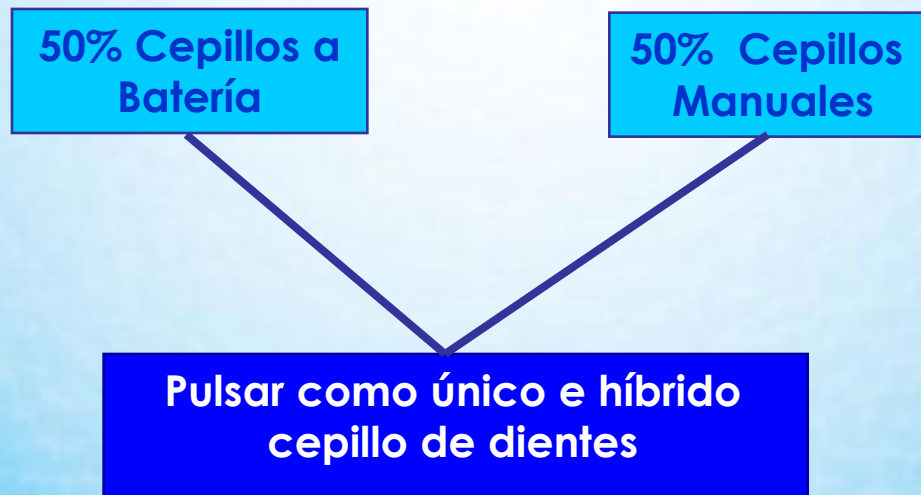 50% Cepillos a
Batería
50% Cepillos
Manuales
Pulsar como único e híbrido
cepillo de dientes